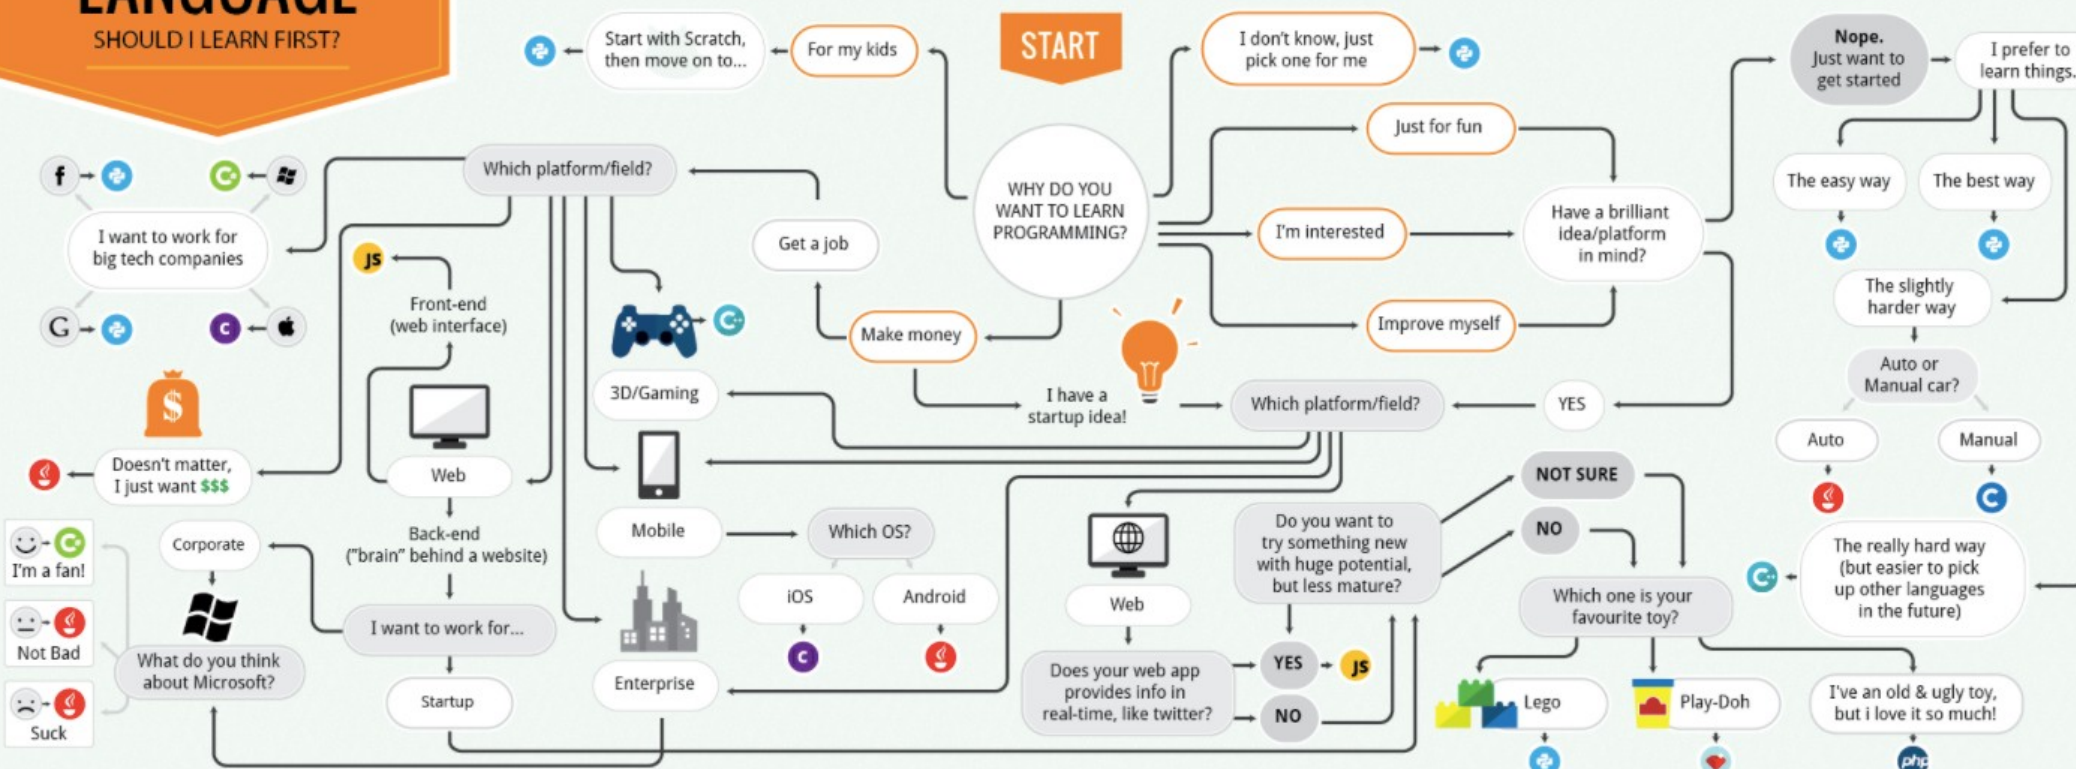 LANGUAGE
SHOULD I LEARN FIRST?
START
Start with Scratch,
then move on to...
For my kids
I don't know, just
pick one for me
Nope.
Just want to
get started
I prefer to
learn things.
Just for fun
Which platform/field?
WHY DO YOU
WANT TO LEARN
PROGRAMMING?
The easy way
The best way
f
I want to work for
big tech companies
G
C
JS
Get a job
I'm interested
Have a brilliant
idea/platform
in mind?
Front-end
(web interface)
C++
Make money
Improve myself
The slightly
harder way
Auto or
Manual car?
3D/Gaming
I have a
startup idea!
Which platform/field?
YES
Auto
Manual
C
$
Doesn't matter,
I just want $$$
Web
NOT SURE
NO
Back-end
("brain" behind a website)
Corporate
Mobile
Which OS?
iOS
Android
C
Do you want to
try something new
with huge potential,
but less mature?
The really hard way
(but easier to pick
up other languages
in the future)
C++
I'm a fan!
Not Bad
Suck
What do you think
about Microsoft?
I want to work for...
Startup
Enterprise
Web
Does your web app
provides info in
real-time, like twitter?
YES
JS
NO
Which one is your
favourite toy?
Lego
Play-Doh
I've an old & ugly toy,
but i love it so much!
php